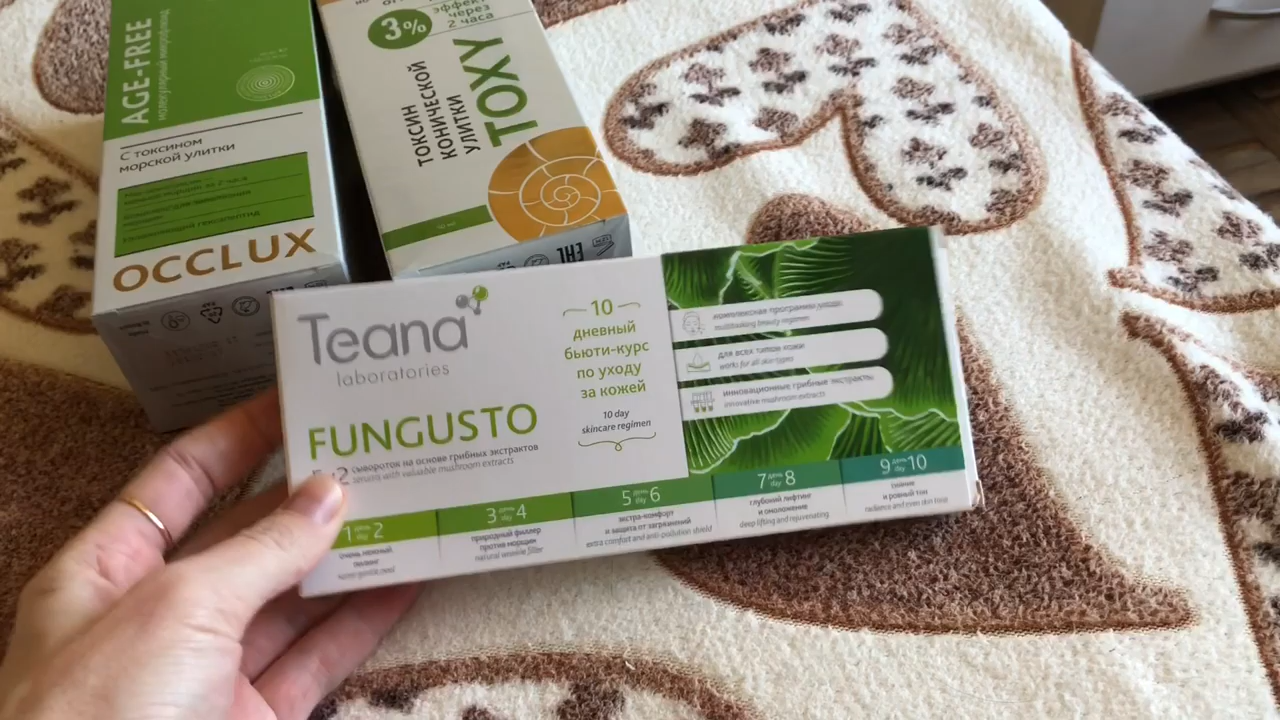 AGE-FREE
С токсином
морской улитки
OCCLUX
3%
эффект
через
2 часа
ТОКСИН
КОНИЧЕСКОЙ
УЛИТКИ
TOXY
EAC
Teana
laboratories
FUNGUSTO
сывороток на основе грибных экстрактов
serums with valuable mushroom extracts
10
дневный
бьюти-курс
по уходу
за кожей
10 day
skincare regimen
комплексная программа ухода
multitasking beauty-regimen
для всех типов кожи
works for all skin types
инновационные грибные экстракты
innovative mushroom extracts
1 день day 2
очень нежный
пилинг
3 день day 4
природный филлер
против морщин
natural wrinkle filler
5 день day 6
экстра-комфорт
и защита от загрязнений
extra comfort and anti-pollution shield
7 день day 8
глубокий лифтинг
и омоложение
deep lifting and rejuvenating
9 день day 10
сияние
и ровный тон
radiance and even skin tone